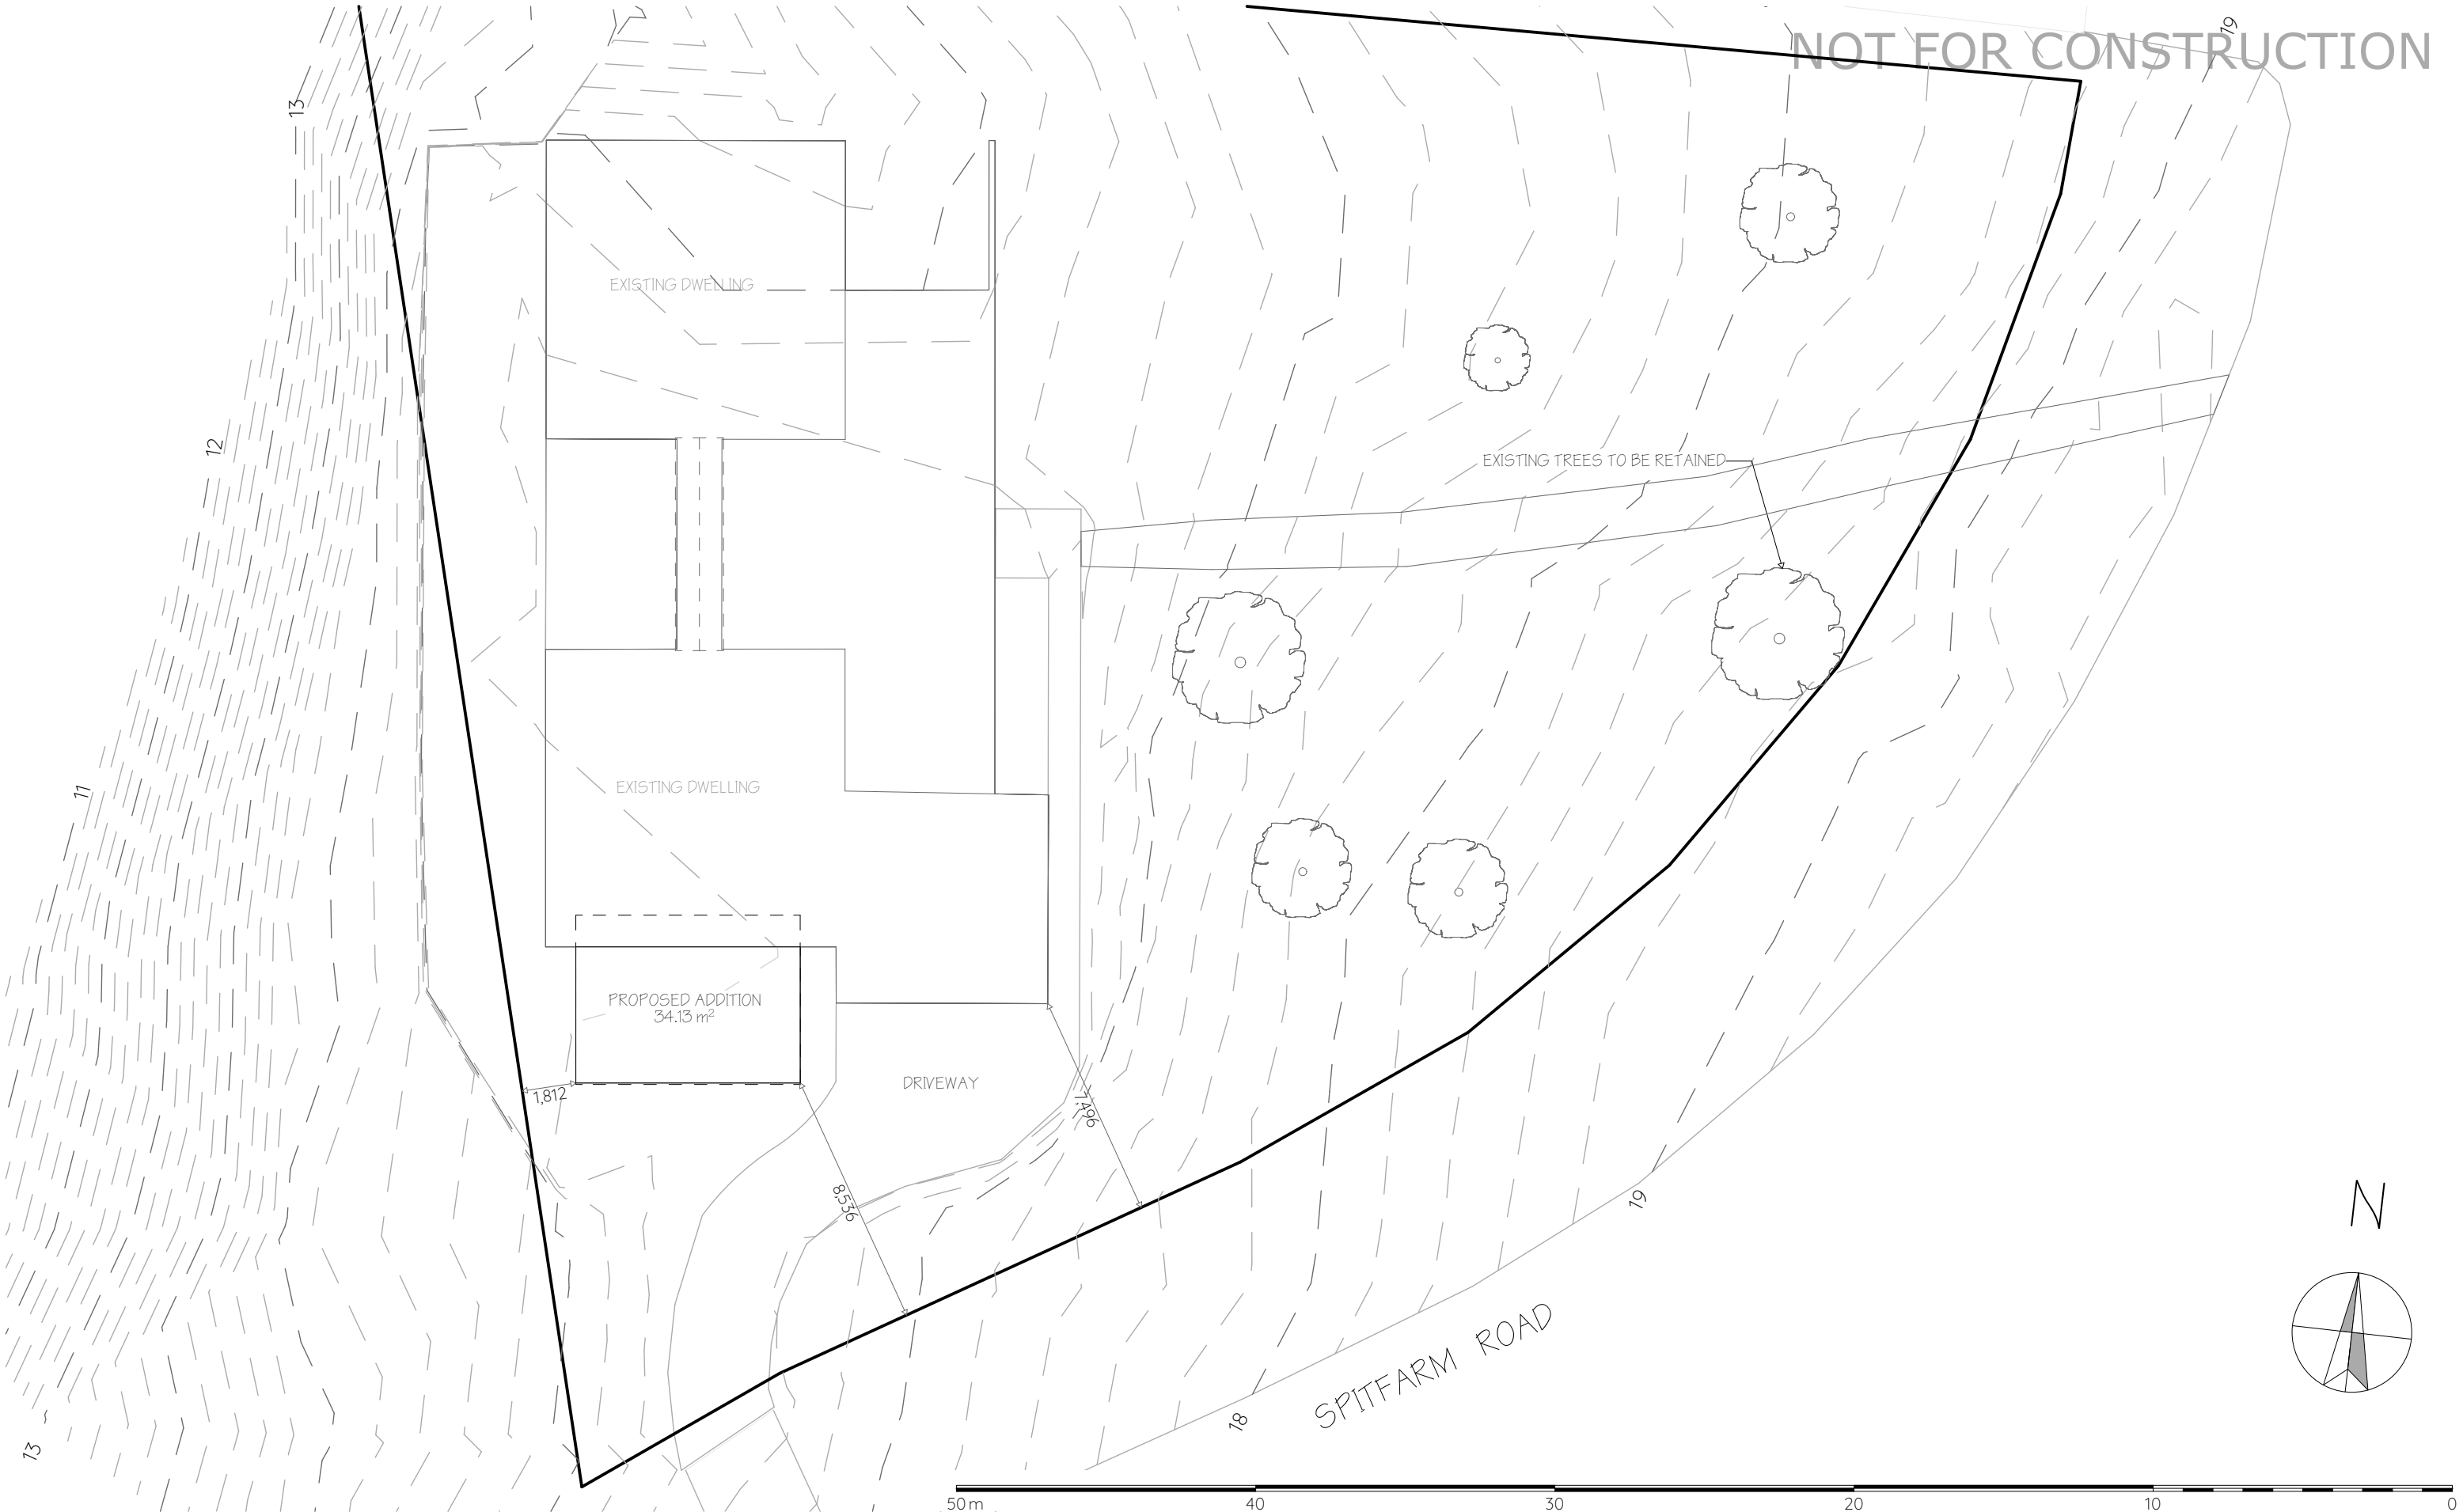 NOT FOR CONSTRUCTION
19
13
EXISTING DWELLING
12
EXISTING TREES TO BE RETAINED
11
EXISTING DWELLING
PROPOSED ADDITION
34.13 m²
DRIVEWAY
1,812
7,496
8,536
19
N
SPITFARM ROAD
18
13
50 m 40 30 20 10 0